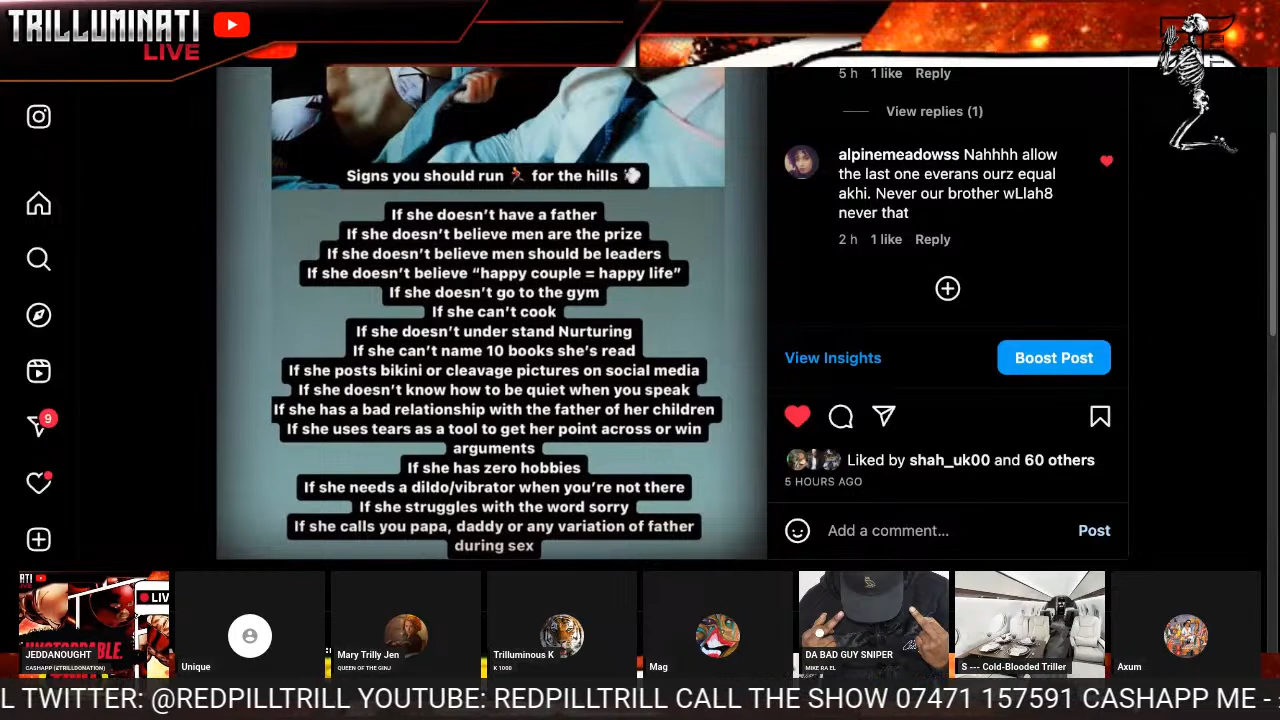 TRILLUMINATI
LIVE
5 h 1 like Reply
View replies (1)
alpinemeadowss Nahhhh allow
the last one everans ourz equal
akhi. Never our brother wLlah8
never that
2 h 1 like Reply
Signs you should run 🏃 for the hills 💨
If she doesn't have a father
If she doesn't believe men are the prize
If she doesn't believe men should be leaders
If she doesn't believe “happy couple = happy life”
If she doesn't go to the gym
If she can't cook
If she doesn't under stand Nurturing
If she can't name 10 books she's read
If she posts bikini or cleavage pictures on social media
If she doesn't know how to be quiet when you speak
If she has a bad relationship with the father of her children
If she uses tears as a tool to get her point across or win
arguments
If she has zero hobbies
If she needs a dildo/vibrator when you're not there
If she struggles with the word sorry
If she calls you papa, daddy or any variation of father
during sex
View Insights
Boost Post
9
Liked by shah_uk00 and 60 others
5 HOURS AGO
Add a comment...
Post
ATI
LIV
JEDDANOUGHT
CASHAPP (£TRILLDONATION)
Unique
Mary Trilly Jen
QUEEN OF THE GINU
Trilluminous K
K 1000
Mag
DA BAD GUY SNIPER
MIKE RA EL
S --- Cold-Blooded Triller
Axum
L TWITTER: @REDPILLTRILL YOUTUBE: REDPILLTRILL CALL THE SHOW 07471 157591 CASHAPP ME -